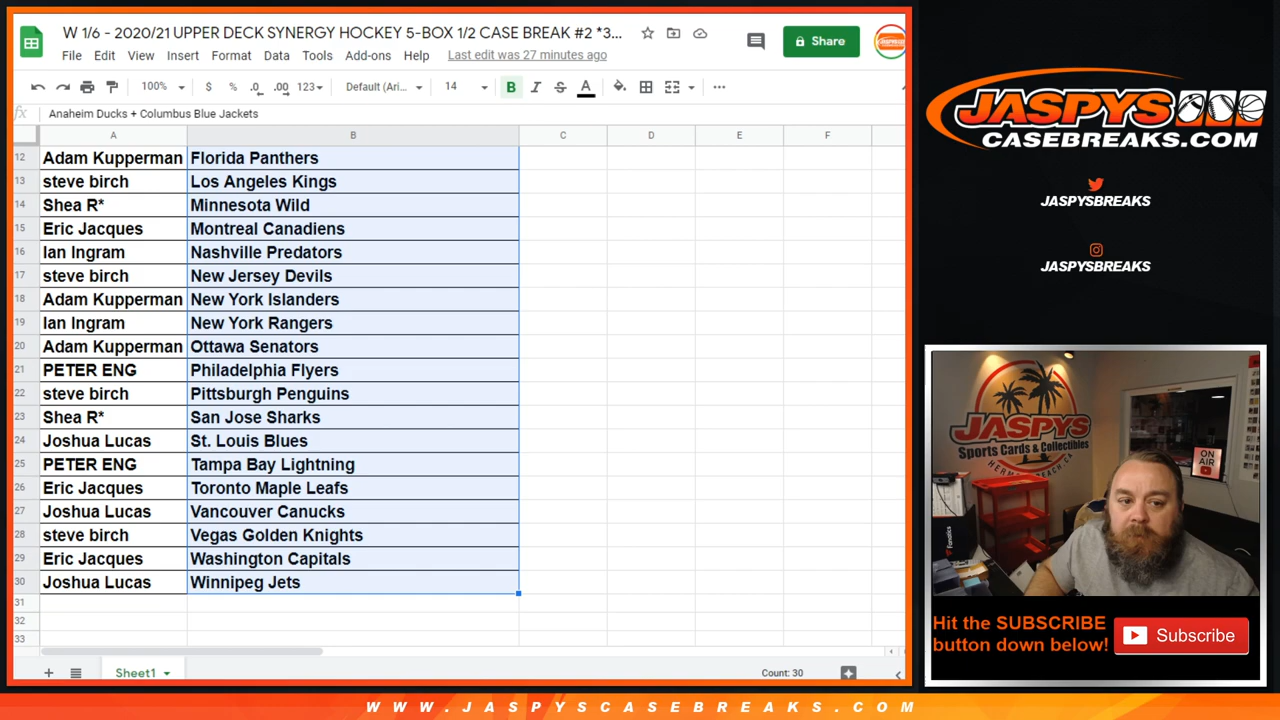 W 1/6 - 2020/21 UPPER DECK SYNERGY HOCKEY 5-BOX 1/2 CASE BREAK #2 *3...
File Edit View Insert Format Data Tools Add-ons Help Last edit was 27 minutes ago
Share
100% $ % .0 .00 123 Default (Ari... 14 B I S A ...
fx Anaheim Ducks + Columbus Blue Jackets
A B C D E F
12 Adam Kupperman Florida Panthers
13 steve birch Los Angeles Kings
14 Shea R* Minnesota Wild
15 Eric Jacques Montreal Canadiens
16 Ian Ingram Nashville Predators
17 steve birch New Jersey Devils
18 Adam Kupperman New York Islanders
19 Ian Ingram New York Rangers
20 Adam Kupperman Ottawa Senators
21 PETER ENG Philadelphia Flyers
22 steve birch Pittsburgh Penguins
23 Shea R* San Jose Sharks
24 Joshua Lucas St. Louis Blues
25 PETER ENG Tampa Bay Lightning
26 Eric Jacques Toronto Maple Leafs
27 Joshua Lucas Vancouver Canucks
28 steve birch Vegas Golden Knights
29 Eric Jacques Washington Capitals
30 Joshua Lucas Winnipeg Jets
31
32
33
Sheet1 Count: 30
JASPYS
CASEBREAKS.COM
JASPYSBREAKS
JASPYSBREAKS
JASPYS
Sports Cards & Collectibles
ON
AIR
Fanatics
Hit the SUBSCRIBE
button down below!
Subscribe
WWW.JASPYSCASEBREAKS.COM